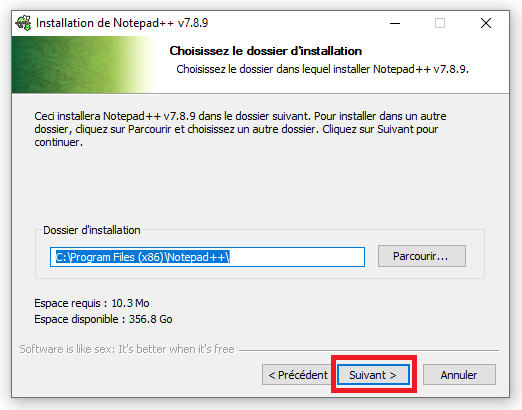 Installation de Notepad++ v7.8.9
Choisissez le dossier d'installation
Choisissez le dossier dans lequel installer Notepad++ v7.8.9.
Ceci installera Notepad++ v7.8.9 dans le dossier suivant. Pour installer dans un autre
dossier, cliquez sur Parcourir et choisissez un autre dossier. Cliquez sur Suivant pour
continuer.
Dossier d'installation
C:\Program Files (x86)\Notepad++\
Parcourir...
Espace requis : 10.3 Mo
Espace disponible : 356.8 Go
Software is like sex: It's better when it's free
< Précédent
Suivant >
Annuler